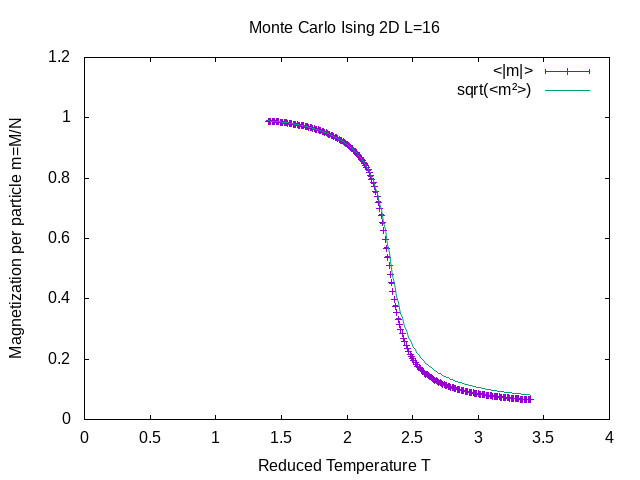 Monte Carlo Ising 2D L=16
<|m|>
sqrt(<m²>)
Magnetization per particle m=M/N
1.2
1
0.8
0.6
0.4
0.2
0
0 0.5 1 1.5 2 2.5 3 3.5 4
Reduced Temperature T